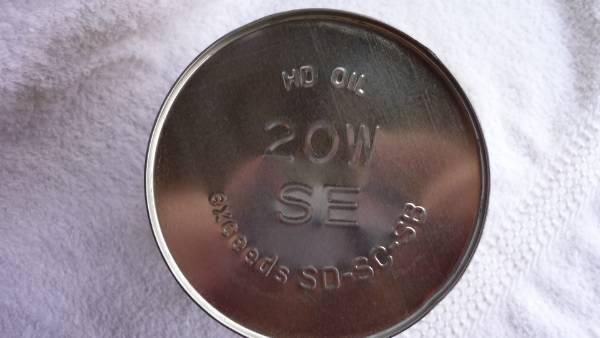 HD OIL
20W
SE
exceeds SD-SC-SB